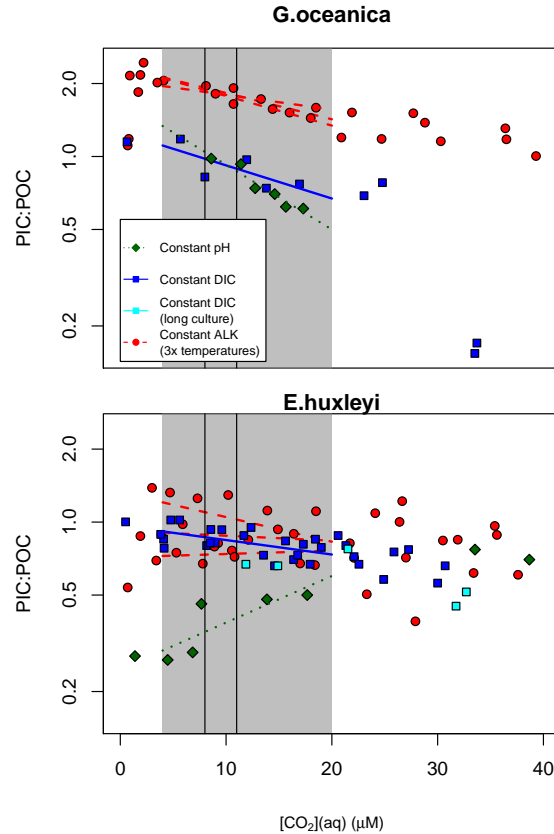 G.oceanica
PIC:POC
2.0
1.0
0.5
0.2
Constant pH
Constant DIC
Constant DIC
(long culture)
Constant ALK
(3x temperatures)
E.huxleyi
PIC:POC
2.0
1.0
0.5
0.2
0 10 20 30 40
[CO₂](aq) (μM)